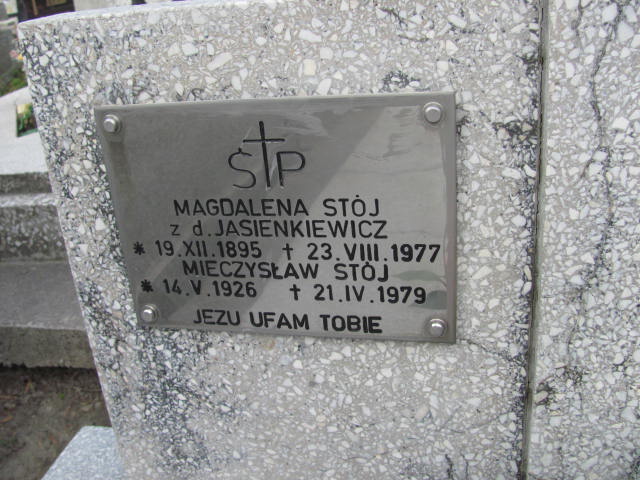 Ś†P
MAGDALENA STÓJ
z d. JASIENKIEWICZ
* 19.XII.1895 † 23.VIII.1977
MIECZYSŁAW STÓJ
* 14.V.1926 † 21.IV.1979
JEZU UFAM TOBIE